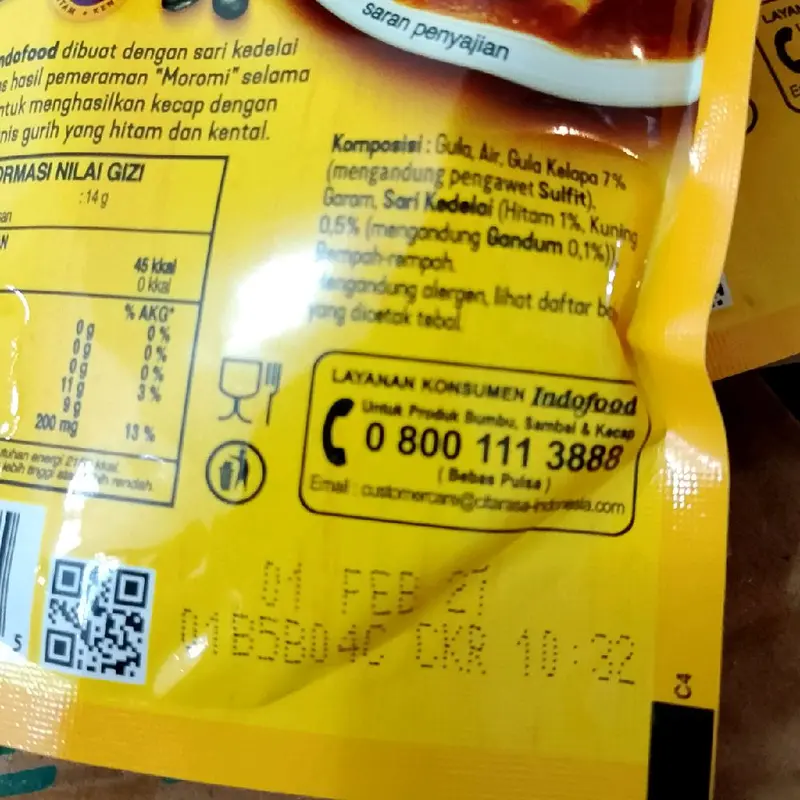 saran penyajian
ndofood dibuat dengan sari kedelai
s hasil pemeraman "Moromi" selama
ntuk menghasilkan kecap dengan
nis gurih yang hitam dan kental.
Komposisi : Gula, Air, Gula Kelapa 7%
(mengandung pengawet Sulfit),
Garam, Sari Kedelai (Hitam 1%, Kuning
0,5% (mengandung Gandum 0,1%)),
Rempah-rempah.
Mengandung alergen, lihat daftar
yang dicetak tebal.
ORMASI NILAI GIZI
: 14 g
45 kkal
0 kkal
% AKG*
0 g 0 %
0 g 0 %
0 g 0 %
11 g 3 %
9 g
200 mg 13 %
LAYANAN KONSUMEN Indofood
Untuk Produk Bumbu, Sambal & Kecap
0 800 111 3888
( Bebas Pulsa )
Email : customercare@citarasa-indonesia.com
FEB 27
CKR 10:32
5
C4
LAYAN